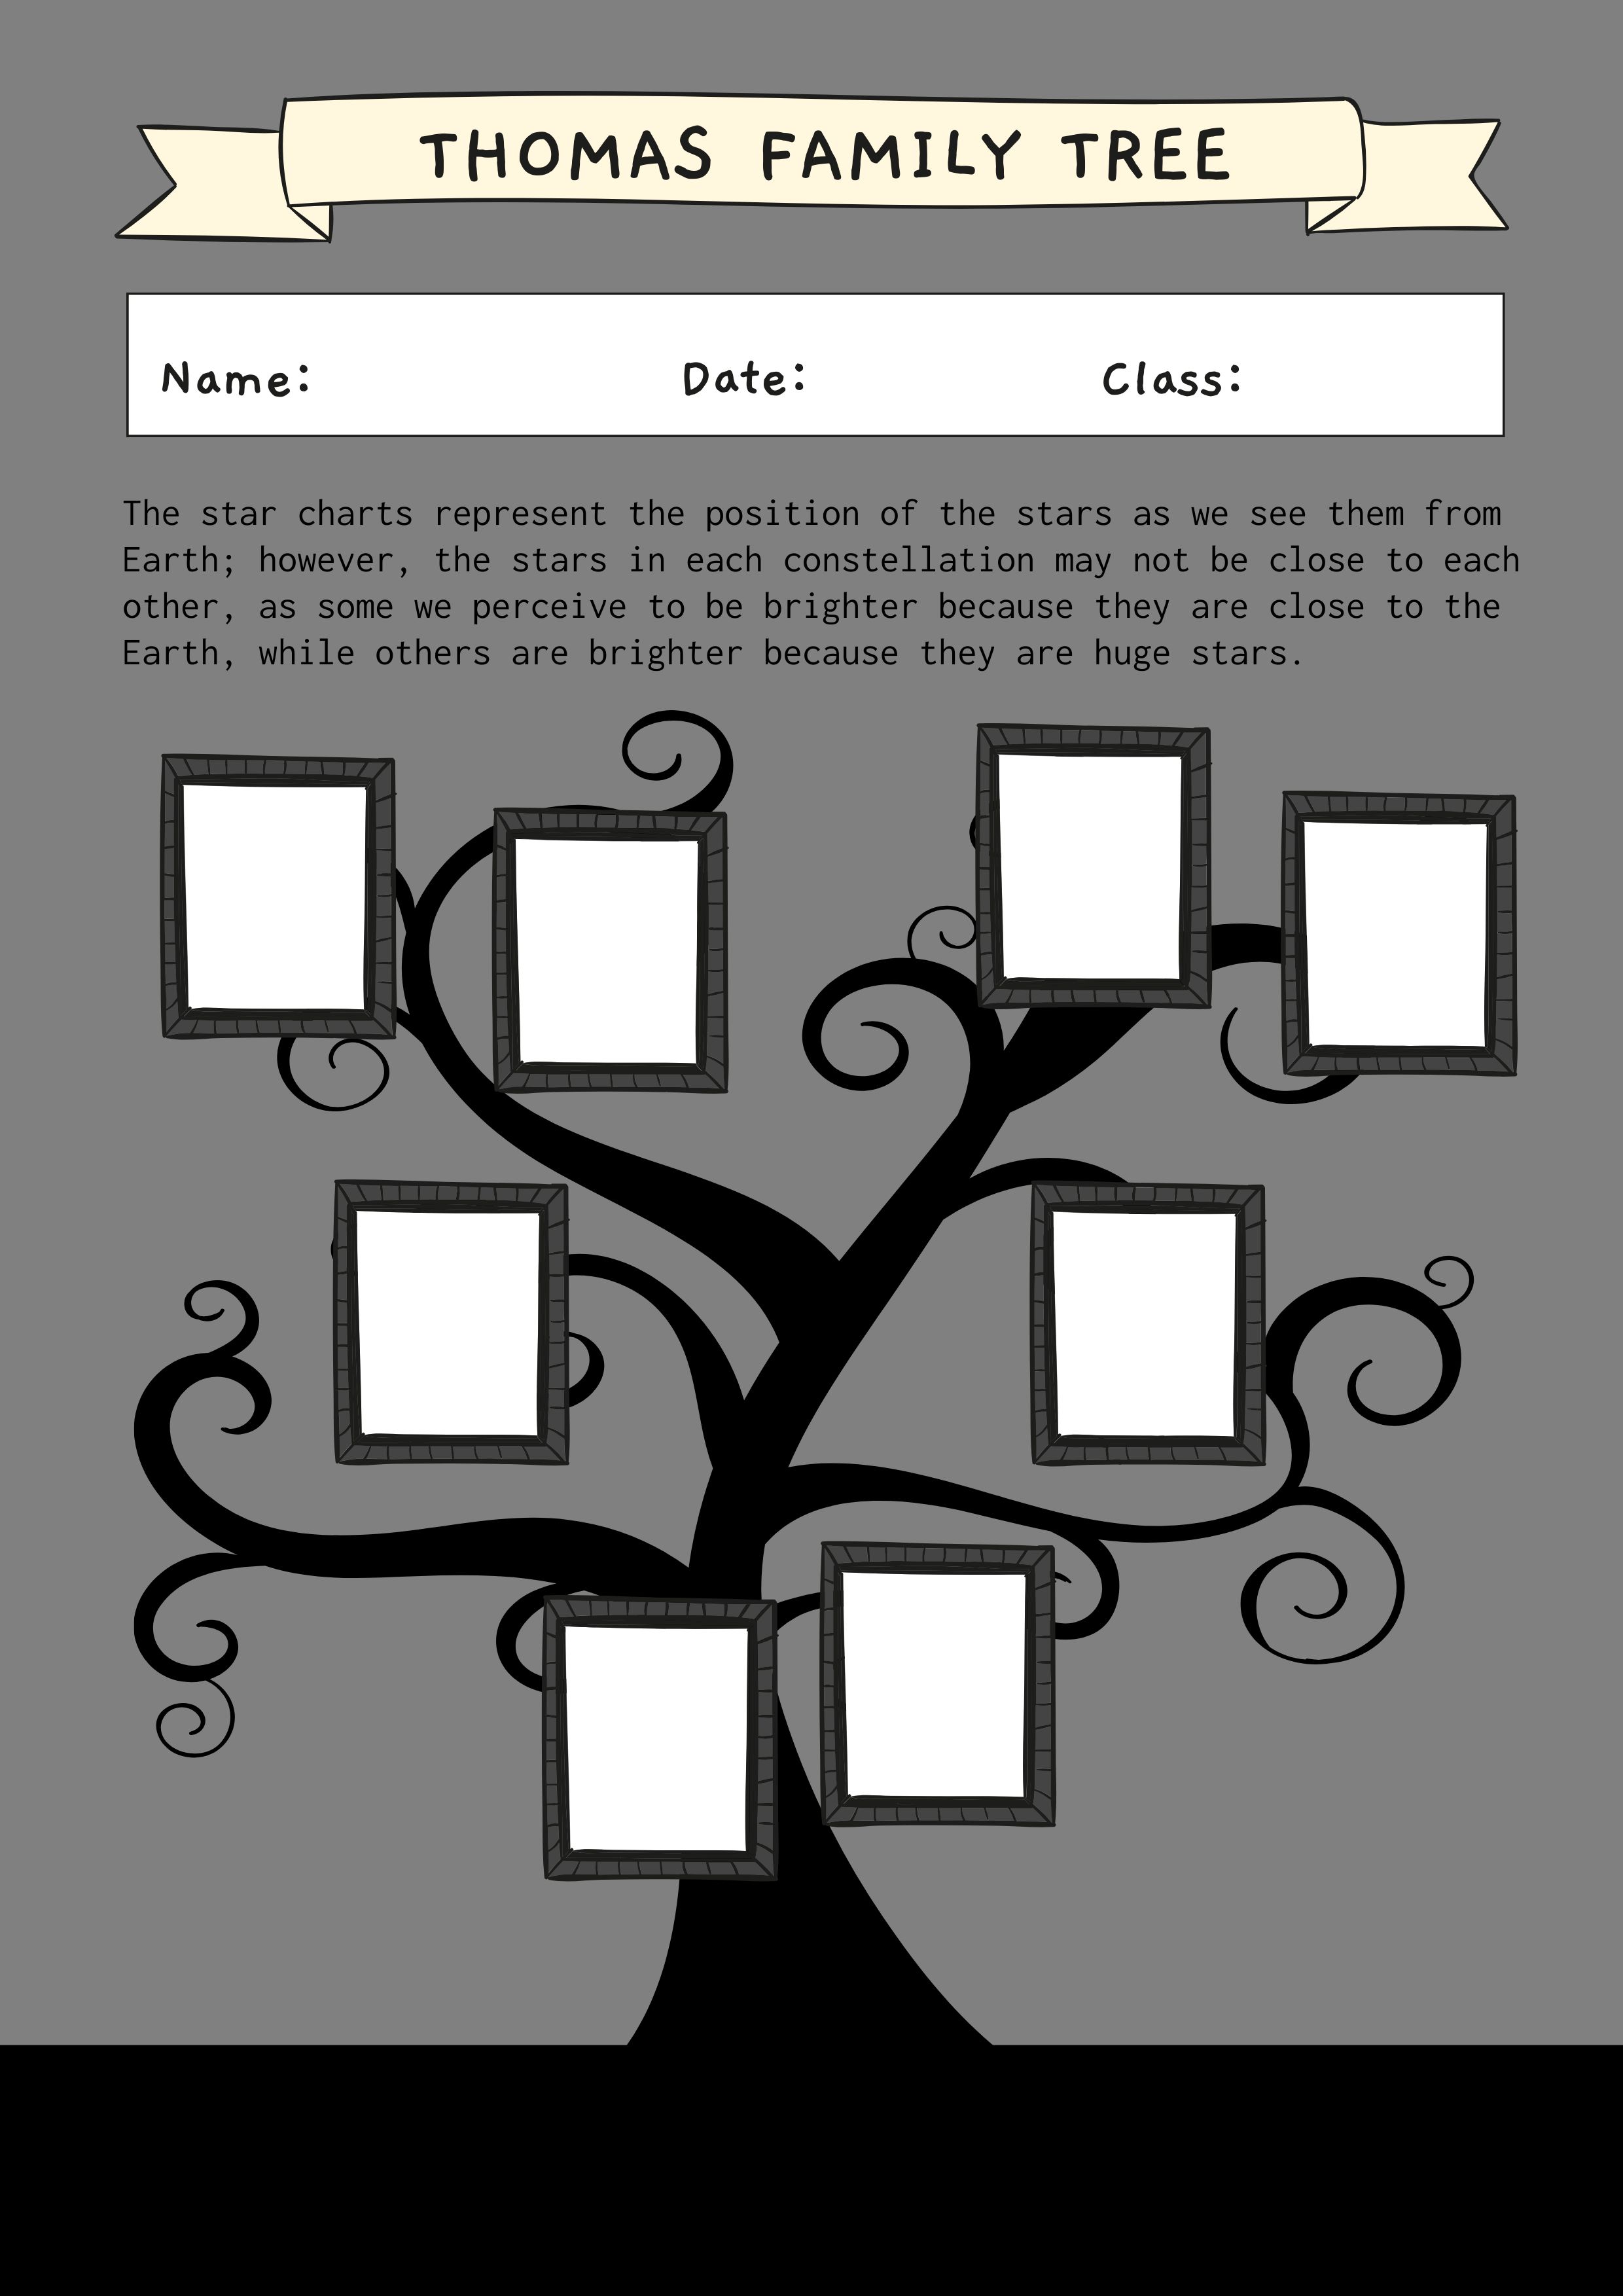 THOMAS FAMILY TREE
Name: Date: Class:
The star charts represent the position of the stars as we see them from
Earth; however, the stars in each constellation may not be close to each
other, as some we perceive to be brighter because they are close to the
Earth, while others are brighter because they are huge stars.